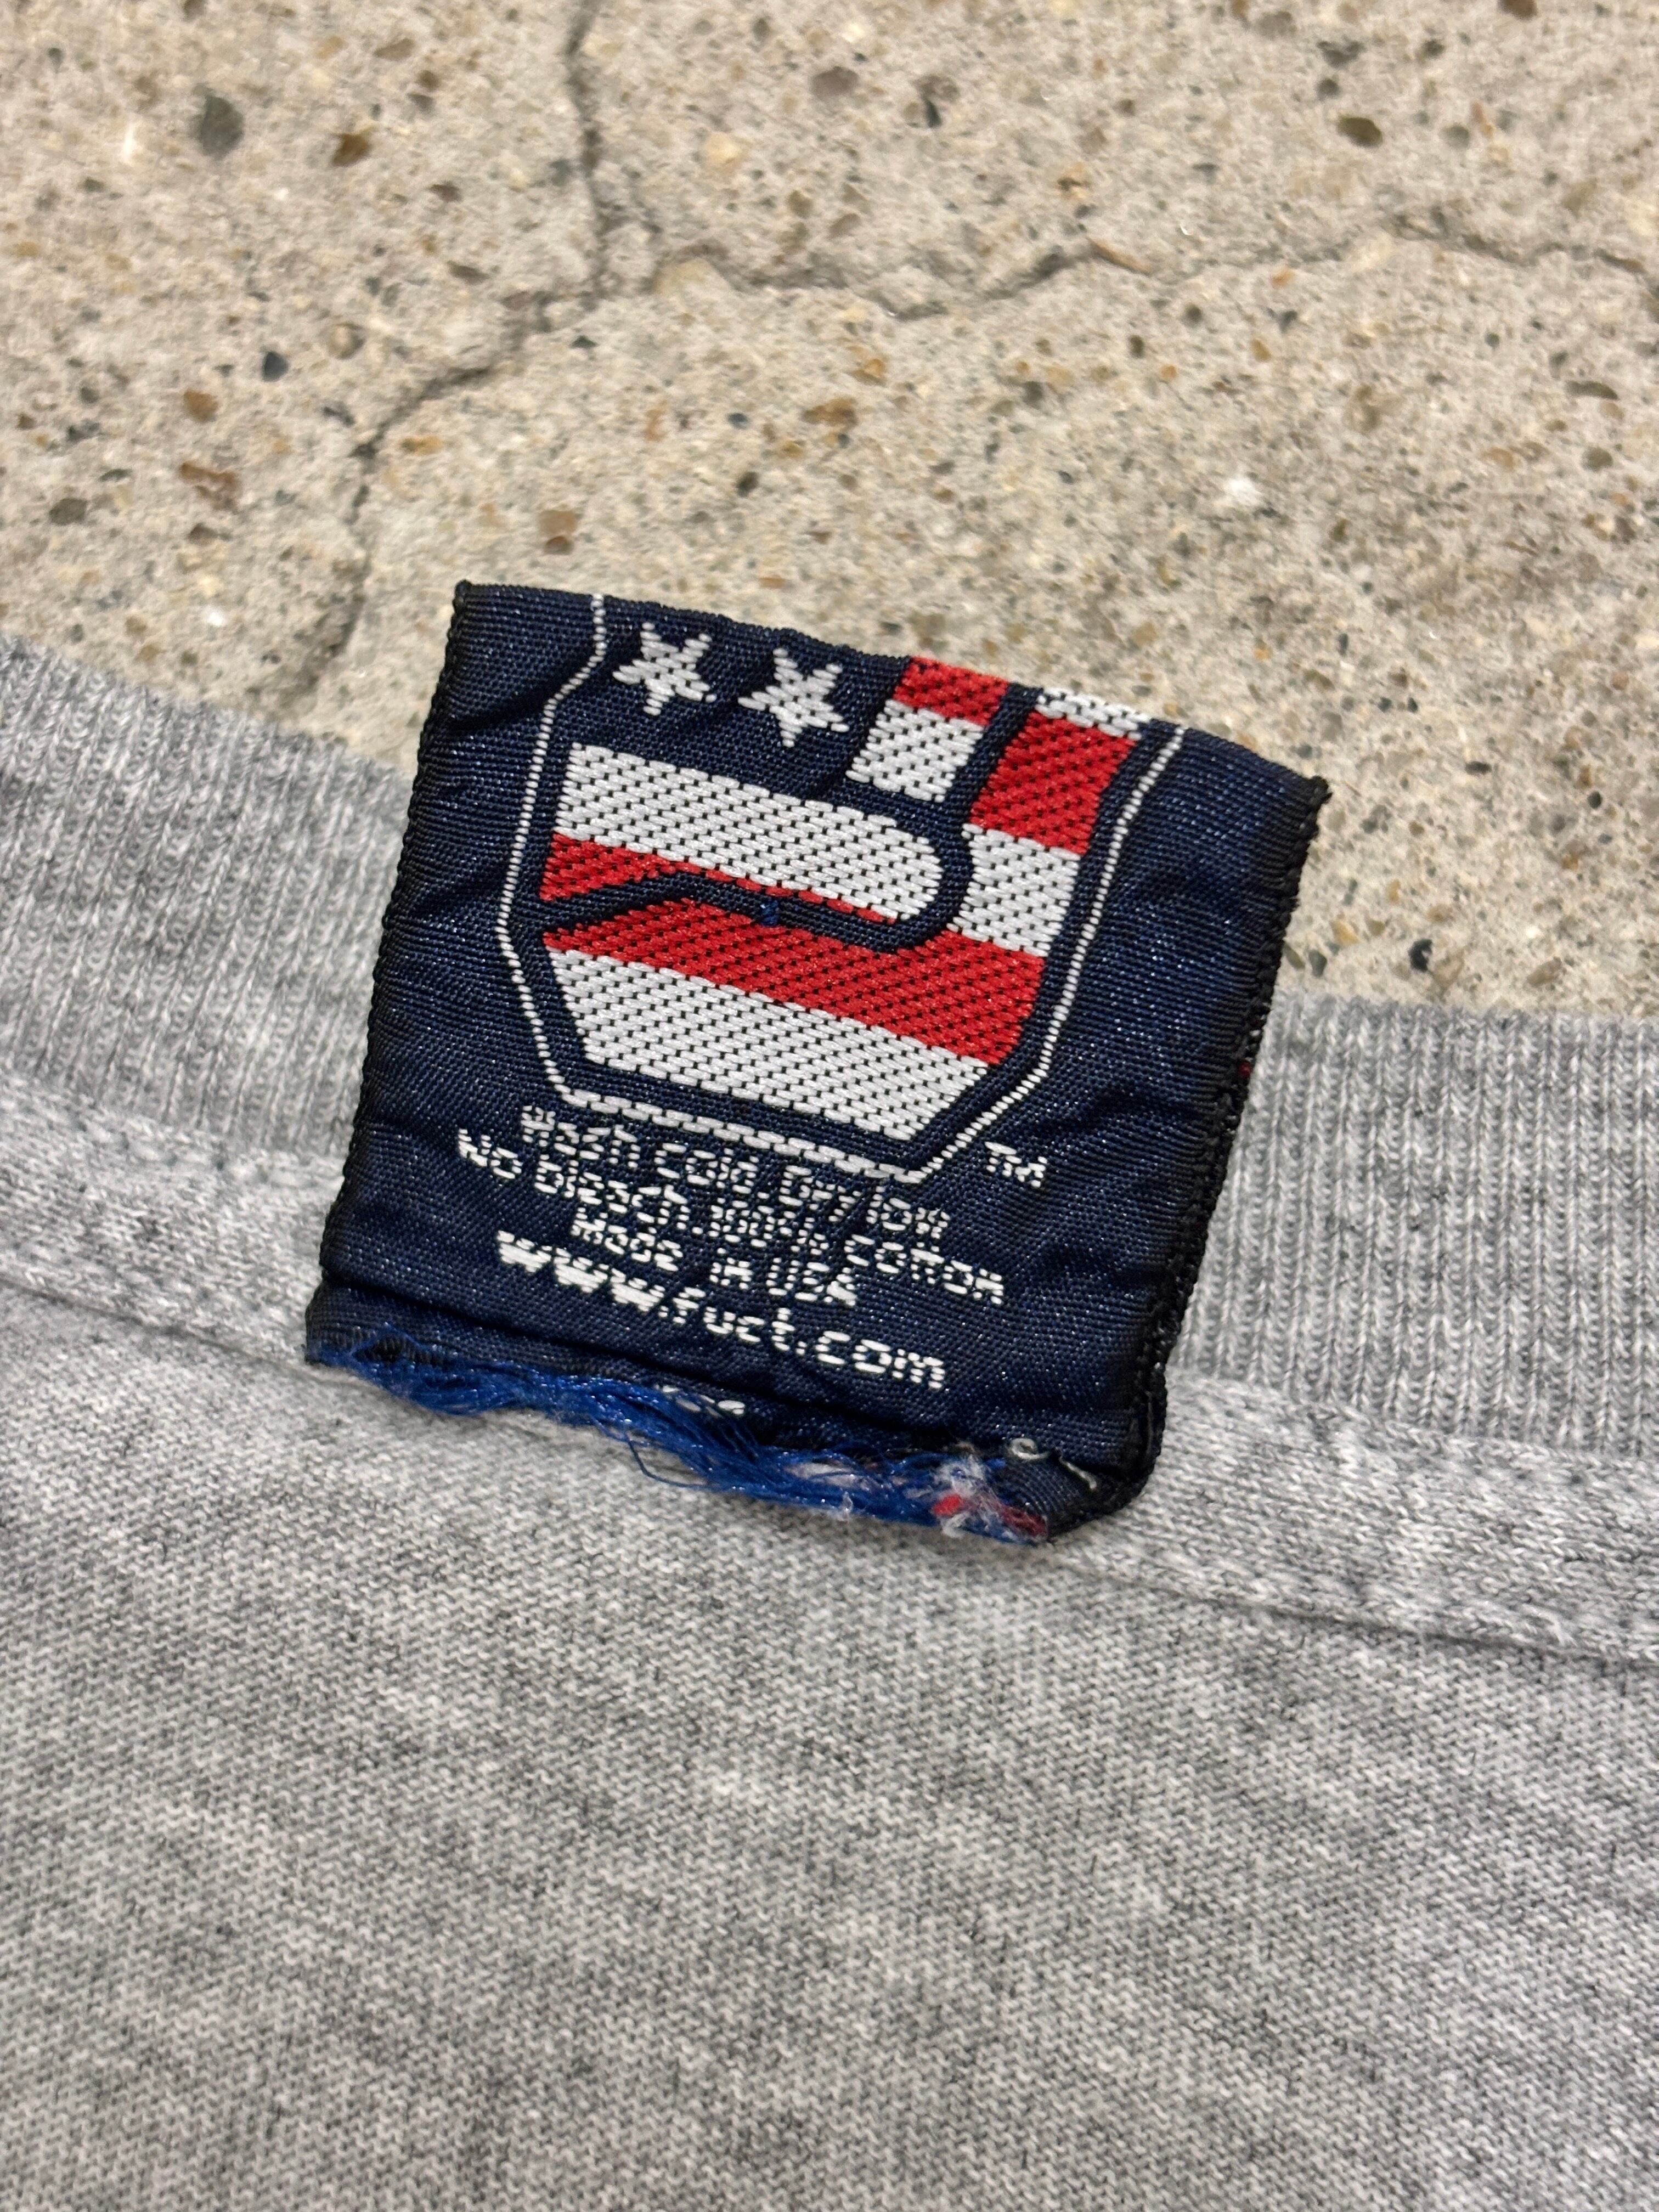 TM
Wash cold. Dry low
No bleach. 100% cotton
Made in USA
www.fuct.com